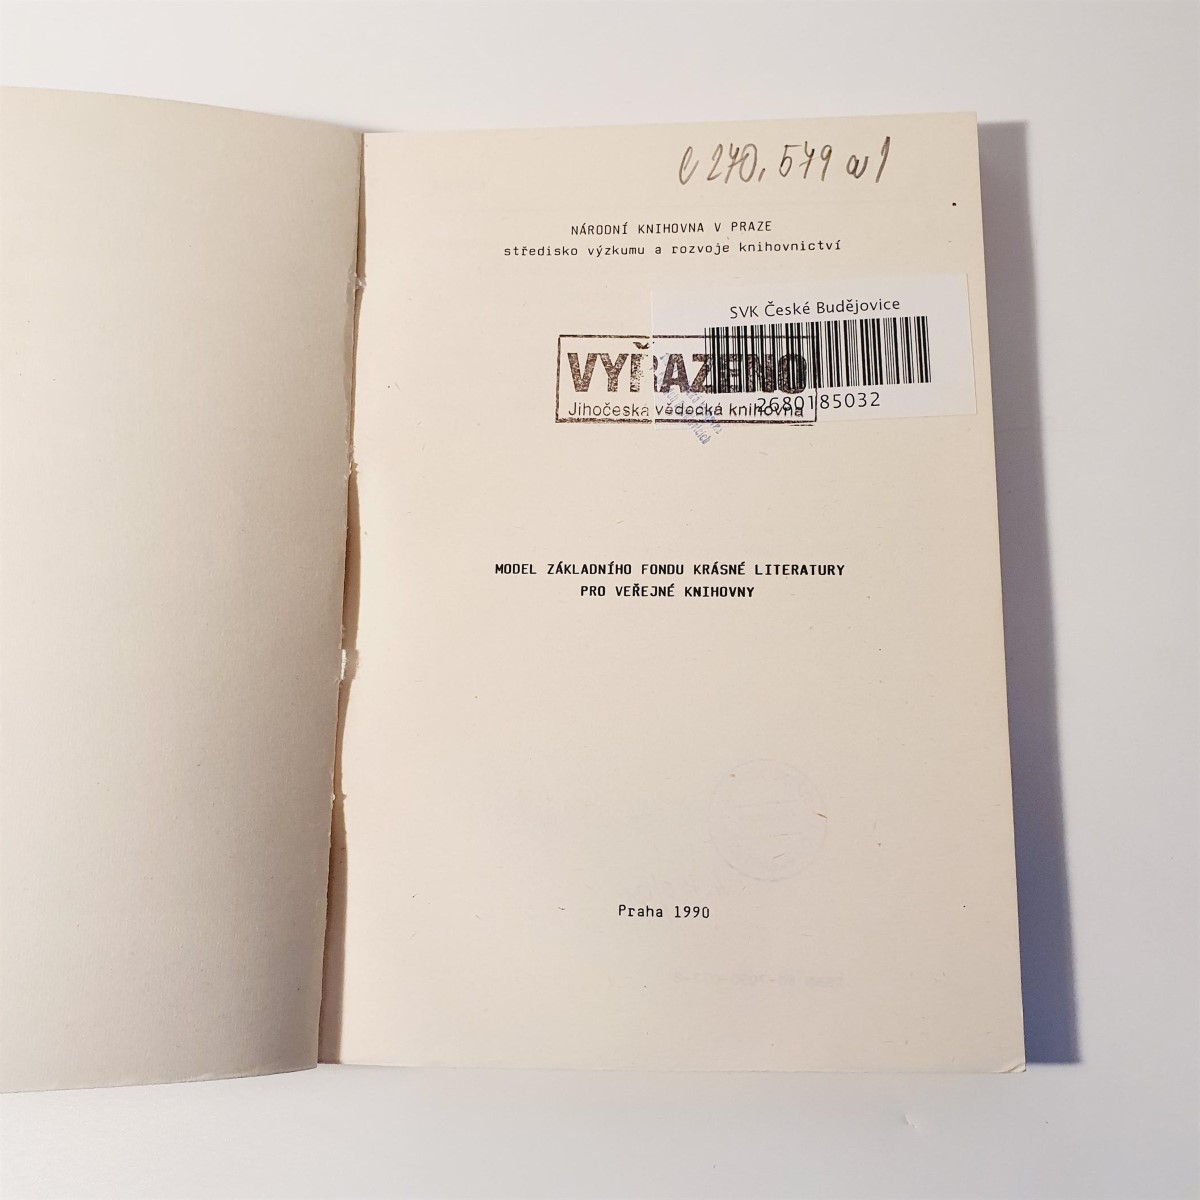 C 270.579 a1
NÁRODNÍ KNIHOVNA V PRAZE
středisko výzkumu a rozvoje knihovnictví
SVK České Budějovice
VYŘAZENO
2680185032
Jihočeská vědecká knihovna
MODEL ZÁKLADNÍHO FONDU KRÁSNÉ LITERATURY
PRO VEŘEJNÉ KNIHOVNY
Praha 1990